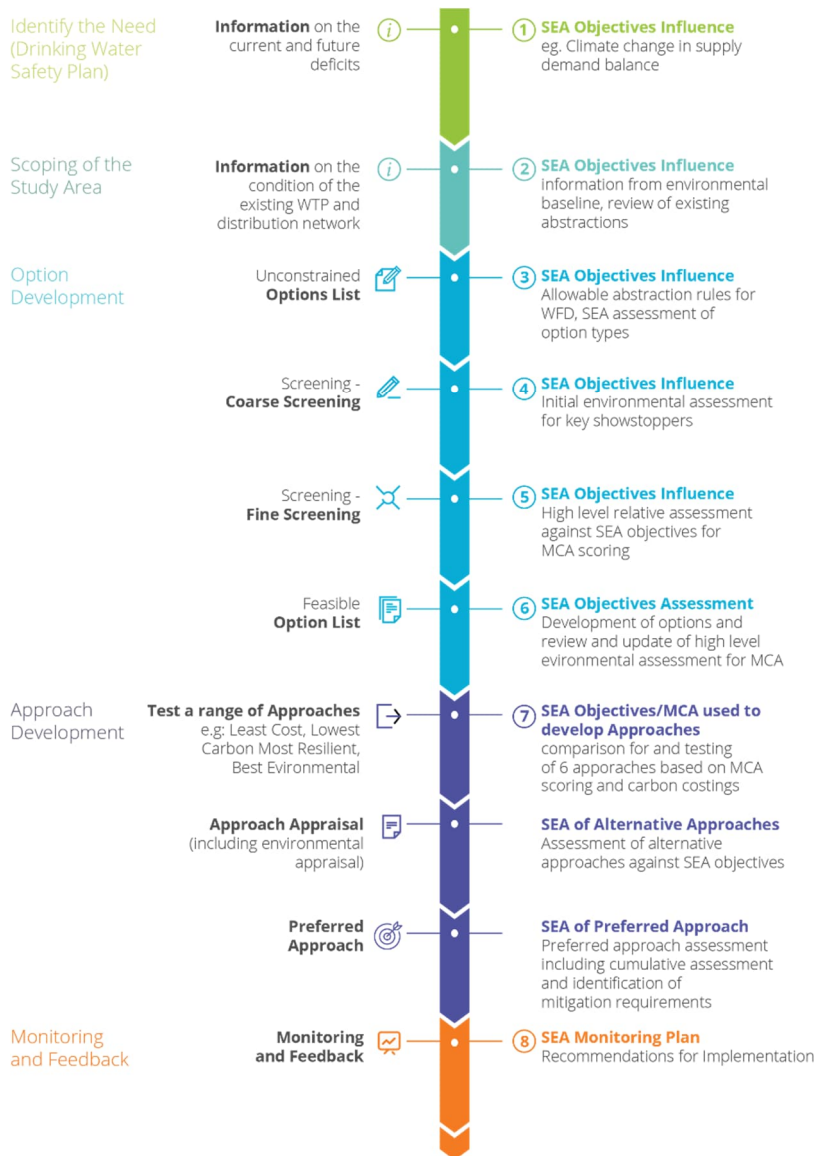 Identify the Need
(Drinking Water
Safety Plan)
Information on the
current and future
deficits
i
1 SEA Objectives Influence
eg. Climate change in supply
demand balance
Scoping of the
Study Area
Information on the
condition of the
existing WTP and
distribution network
i
2 SEA Objectives Influence
information from environmental
baseline, review of existing
abstractions
Option
Development
Unconstrained
Options List
3 SEA Objectives Influence
Allowable abstraction rules for
WFD, SEA assessment of
option types
Screening -
Coarse Screening
4 SEA Objectives Influence
Initial environmental assessment
for key showstoppers
Screening -
Fine Screening
5 SEA Objectives Influence
High level relative assessment
against SEA objectives for
MCA scoring
Feasible
Option List
6 SEA Objectives Assessment
Development of options and
review and update of high level
evironmental assessment for MCA
Approach
Development
Test a range of Approaches
e.g: Least Cost, Lowest
Carbon Most Resilient,
Best Evironmental
7 SEA Objectives/MCA used to
develop Approaches
comparison for and testing
of 6 apporaches based on MCA
scoring and carbon costings
Approach Appraisal
(including environmental
appraisal)
SEA of Alternative Approaches
Assessment of alternative
approaches against SEA objectives
Preferred
Approach
SEA of Preferred Approach
Preferred approach assessment
including cumulative assessment
and identification of
mitigation requirements
Monitoring
and Feedback
Monitoring
and Feedback
8 SEA Monitoring Plan
Recommendations for Implementation